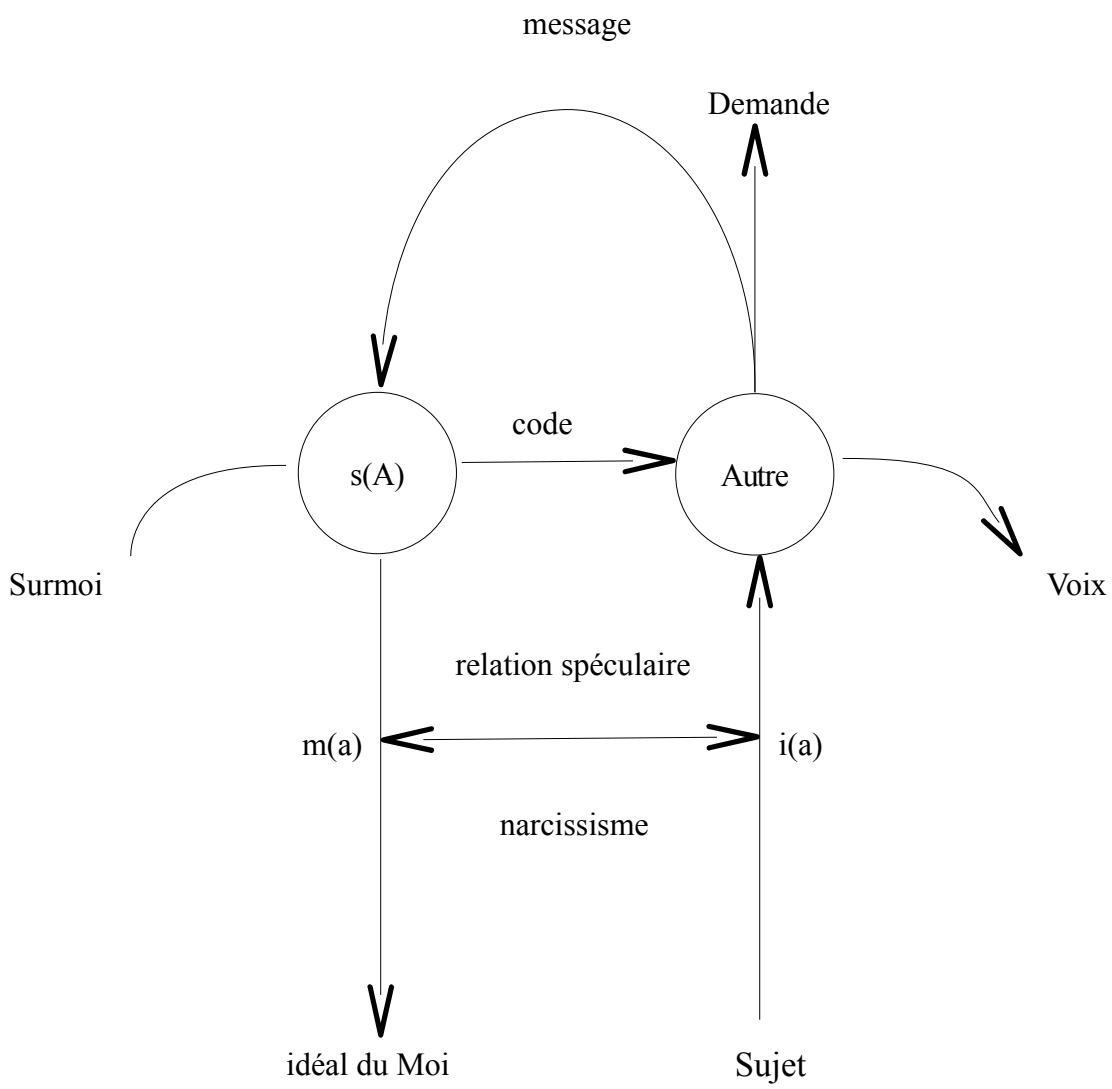 message
Demande
code
s(A)
Autre
Surmoi
Voix
relation spéculaire
m(a)
i(a)
narcissisme
idéal du Moi
Sujet